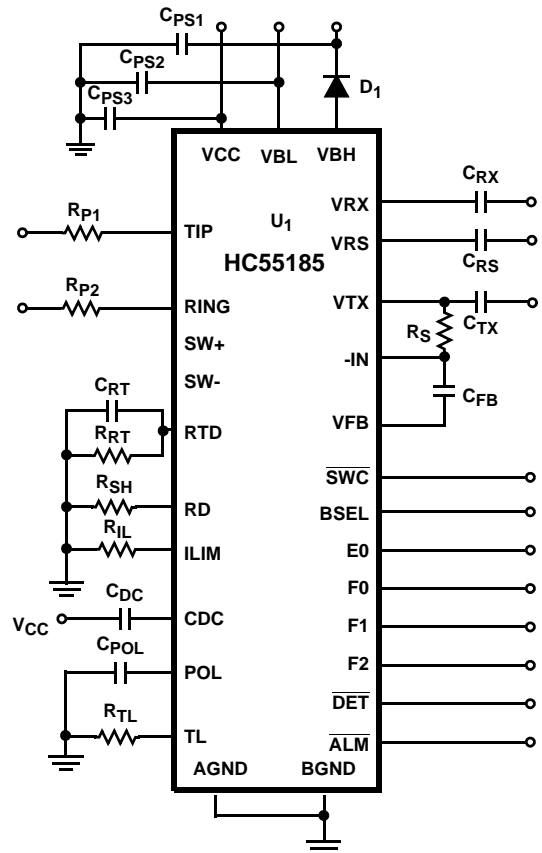 CPS1
CPS2
CPS3
D1
VCC VBL VBH
U1
HC55185
RP1
TIP
RP2
RING
SW+
SW-
CRT
RRT
RTD
RSH
RD
RIL
ILIM
CDC
VCC
CDC
CPOL
POL
RTL
TL
AGND BGND
VRX
CRX
VRS
CRS
VTX
CTX
RS
-IN
CFB
VFB
SWC
BSEL
E0
F0
F1
F2
DET
ALM